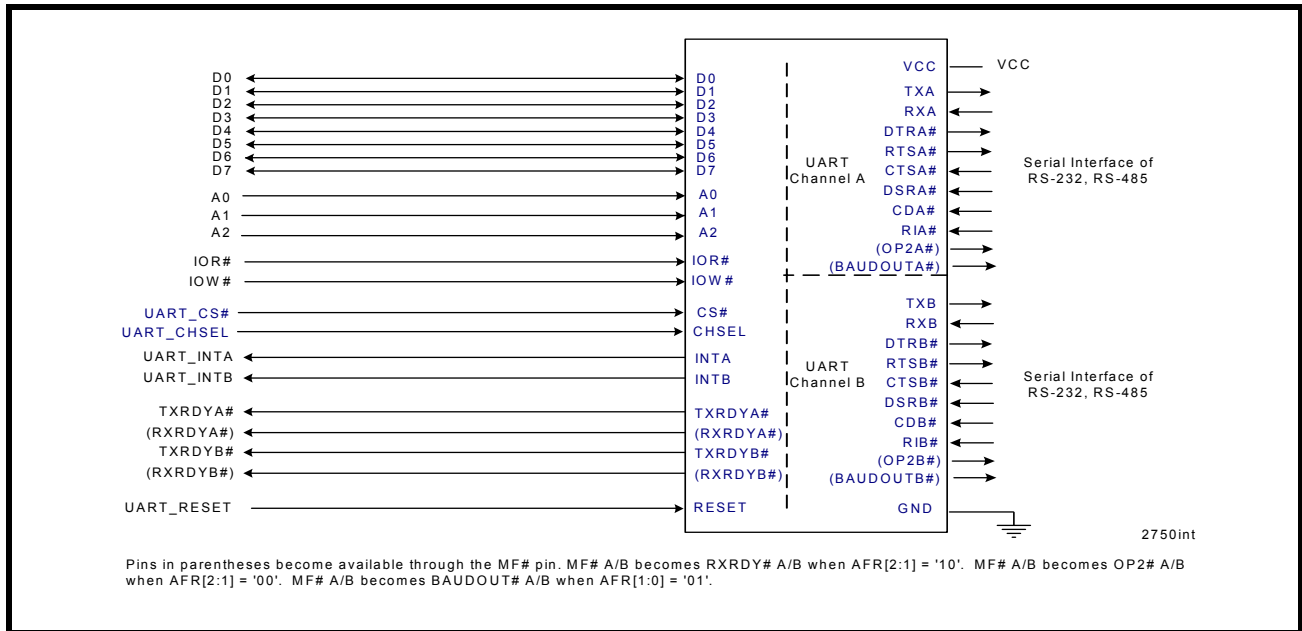 D0
D1
D2
D3
D4
D5
D6
D7
A0
A1
A2
IOR#
IOW#
UART_CS#
UART_CHSEL
UART_INTA
UART_INTB
TXRDYA#
(RXRDYA#)
TXRDYB#
(RXRDYB#)
UART_RESET
D0
D1
D2
D3
D4
D5
D6
D7
A0
A1
A2
IOR#
IOW#
CS#
CHSEL
INTA
INTB
TXRDYA#
(RXRDYA#)
TXRDYB#
(RXRDYB#)
RESET
UART
Channel A
UART
Channel B
VCC
TXA
RXA
DTRA#
RTSA#
CTSA#
DSRA#
CDA#
RIA#
(OP2A#)
(BAUDOUTA#)
TXB
RXB
DTRB#
RTSB#
CTSB#
DSRB#
CDB#
RIB#
(OP2B#)
(BAUDOUTB#)
GND
VCC
Serial Interface of
RS-232, RS-485
Serial Interface of
RS-232, RS-485
2750int
Pins in parentheses become available through the MF# pin. MF# A/B becomes RXRDY# A/B when AFR[2:1] = '10'. MF# A/B becomes OP2# A/B
when AFR[2:1] = '00'. MF# A/B becomes BAUDOUT# A/B when AFR[1:0] = '01'.